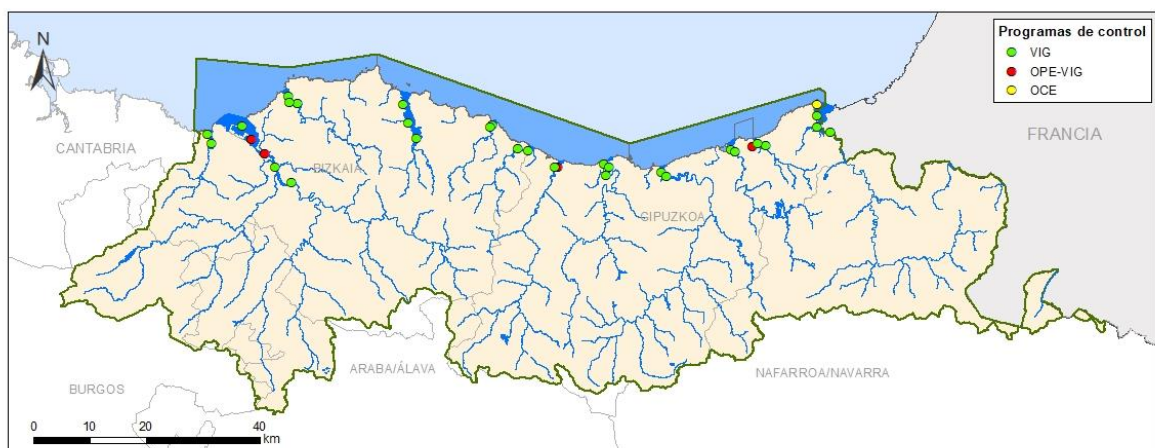 Programas de control
VIG
OPE-VIG
OCE
N
CANTABRIA
BIZKAIA
GIPUZKOA
FRANCIA
BURGOS
ARABA/ÁLAVA
NAFARROA/NAVARRA
0 10 20 40
km